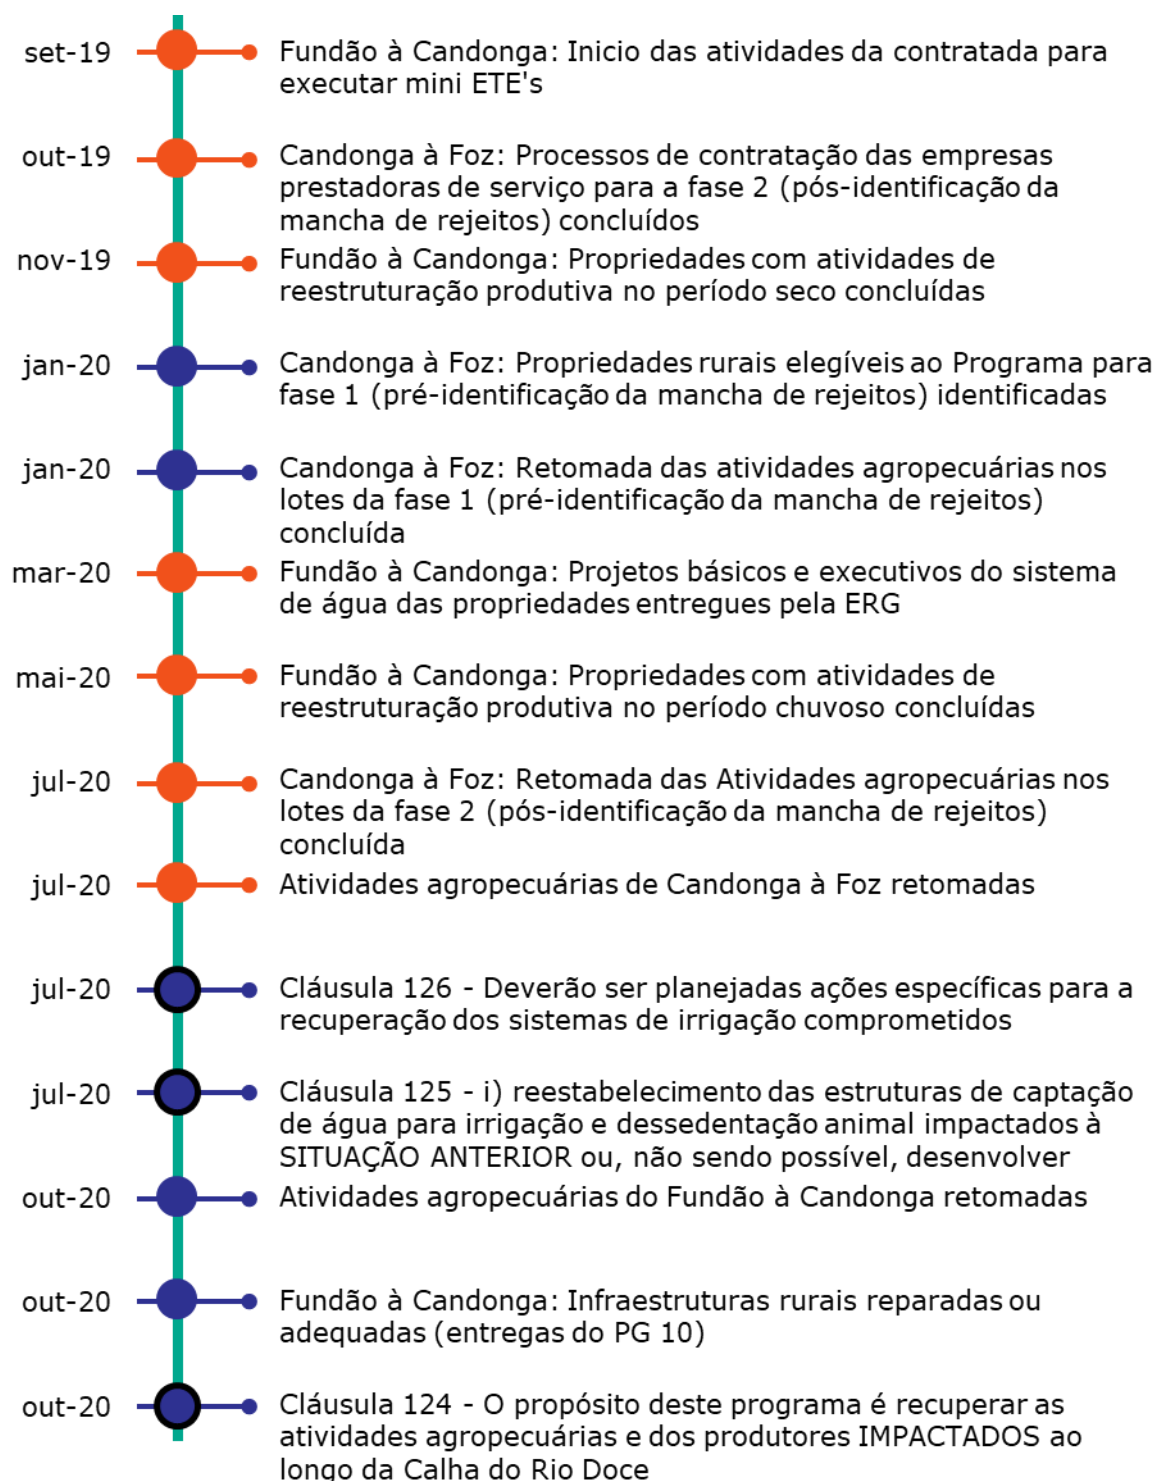 set-19 Fundão à Candonga: Inicio das atividades da contratada para
executar mini ETE's
out-19 Candonga à Foz: Processos de contratação das empresas
prestadoras de serviço para a fase 2 (pós-identificação da
mancha de rejeitos) concluídos
nov-19 Fundão à Candonga: Propriedades com atividades de
reestruturação produtiva no período seco concluídas
jan-20 Candonga à Foz: Propriedades rurais elegíveis ao Programa para
fase 1 (pré-identificação da mancha de rejeitos) identificadas
jan-20 Candonga à Foz: Retomada das atividades agropecuárias nos
lotes da fase 1 (pré-identificação da mancha de rejeitos)
concluída
mar-20 Fundão à Candonga: Projetos básicos e executivos do sistema
de água das propriedades entregues pela ERG
mai-20 Fundão à Candonga: Propriedades com atividades de
reestruturação produtiva no período chuvoso concluídas
jul-20 Candonga à Foz: Retomada das Atividades agropecuárias nos
lotes da fase 2 (pós-identificação da mancha de rejeitos)
concluída
jul-20 Atividades agropecuárias de Candonga à Foz retomadas
jul-20 Cláusula 126 - Deverão ser planejadas ações específicas para a
recuperação dos sistemas de irrigação comprometidos
jul-20 Cláusula 125 - i) reestabelecimento das estruturas de captação
de água para irrigação e dessedentação animal impactados à
SITUAÇÃO ANTERIOR ou, não sendo possível, desenvolver
out-20 Atividades agropecuárias do Fundão à Candonga retomadas
out-20 Fundão à Candonga: Infraestruturas rurais reparadas ou
adequadas (entregas do PG 10)
out-20 Cláusula 124 - O propósito deste programa é recuperar as
atividades agropecuárias e dos produtores IMPACTADOS ao
longo da Calha do Rio Doce